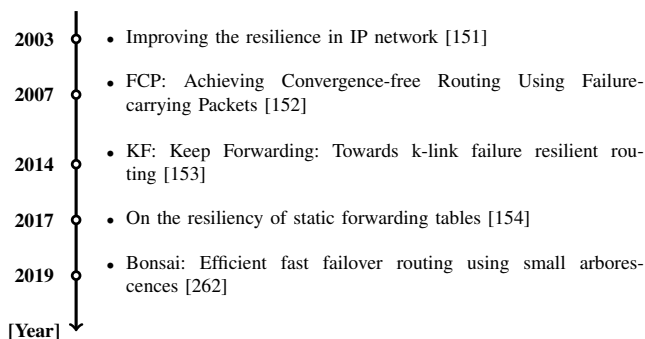 2003 • Improving the resilience in IP network [151]
2007 • FCP: Achieving Convergence-free Routing Using Failure-
carrying Packets [152]
2014 • KF: Keep Forwarding: Towards k-link failure resilient rou-
ting [153]
2017 • On the resiliency of static forwarding tables [154]
2019 • Bonsai: Efficient fast failover routing using small arbores-
cences [262]
[Year]